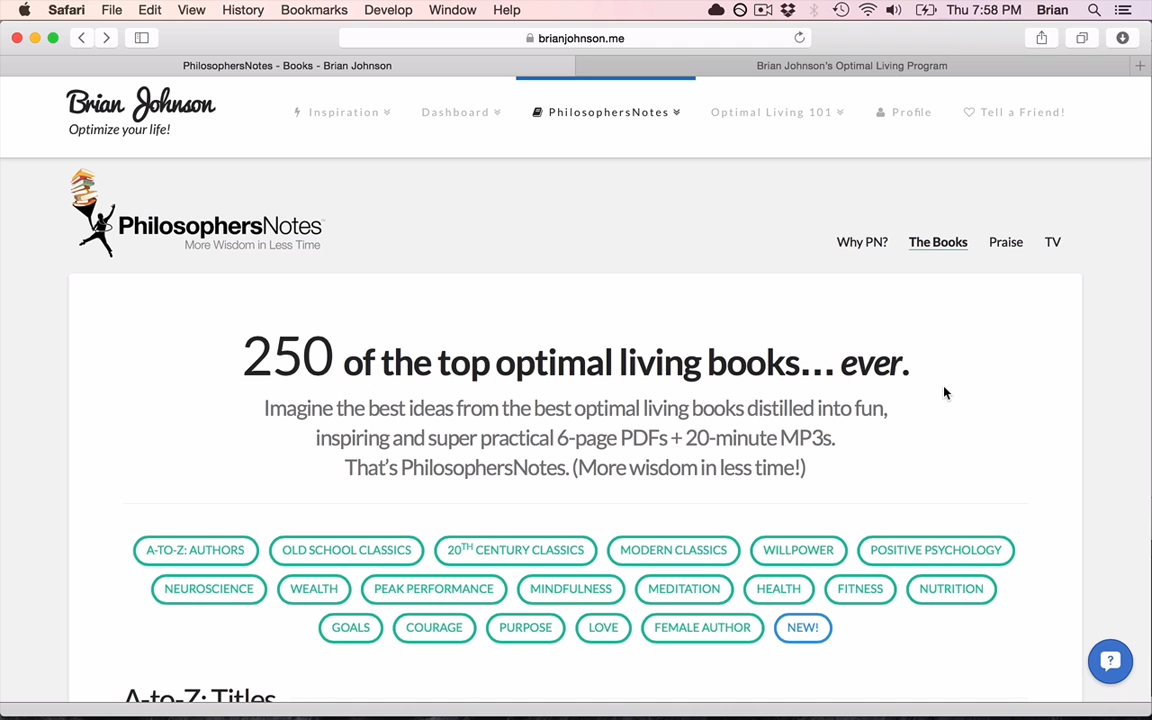 Safari File Edit View History Bookmarks Develop Window Help Thu 7:58 PM Brian
brianjohnson.me
PhilosophersNotes - Books - Brian Johnson Brian Johnson's Optimal Living Program
Brian Johnson
Optimize your life!
Inspiration Dashboard PhilosophersNotes Optimal Living 101 Profile Tell a Friend!
PhilosophersNotes
More Wisdom in Less Time
Why PN? The Books Praise TV
250 of the top optimal living books... ever.
Imagine the best ideas from the best optimal living books distilled into fun,
inspiring and super practical 6-page PDFs + 20-minute MP3s.
That's PhilosophersNotes. (More wisdom in less time!)
A-TO-Z: AUTHORS OLD SCHOOL CLASSICS 20TH CENTURY CLASSICS MODERN CLASSICS WILLPOWER POSITIVE PSYCHOLOGY
NEUROSCIENCE WEALTH PEAK PERFORMANCE MINDFULNESS MEDITATION HEALTH FITNESS NUTRITION
GOALS COURAGE PURPOSE LOVE FEMALE AUTHOR NEW!
A-to-Z: Titles